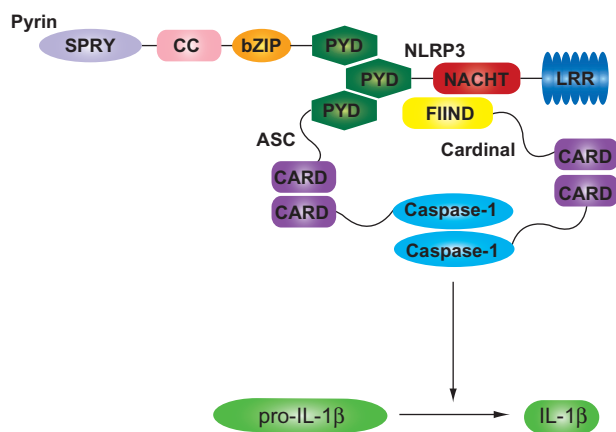 Pyrin
SPRY CC bZIP PYD
NLRP3
PYD NACHT LRR
PYD FIIND
ASC Cardinal
CARD CARD
CARD CARD
Caspase-1
Caspase-1
pro-IL-1β IL-1β